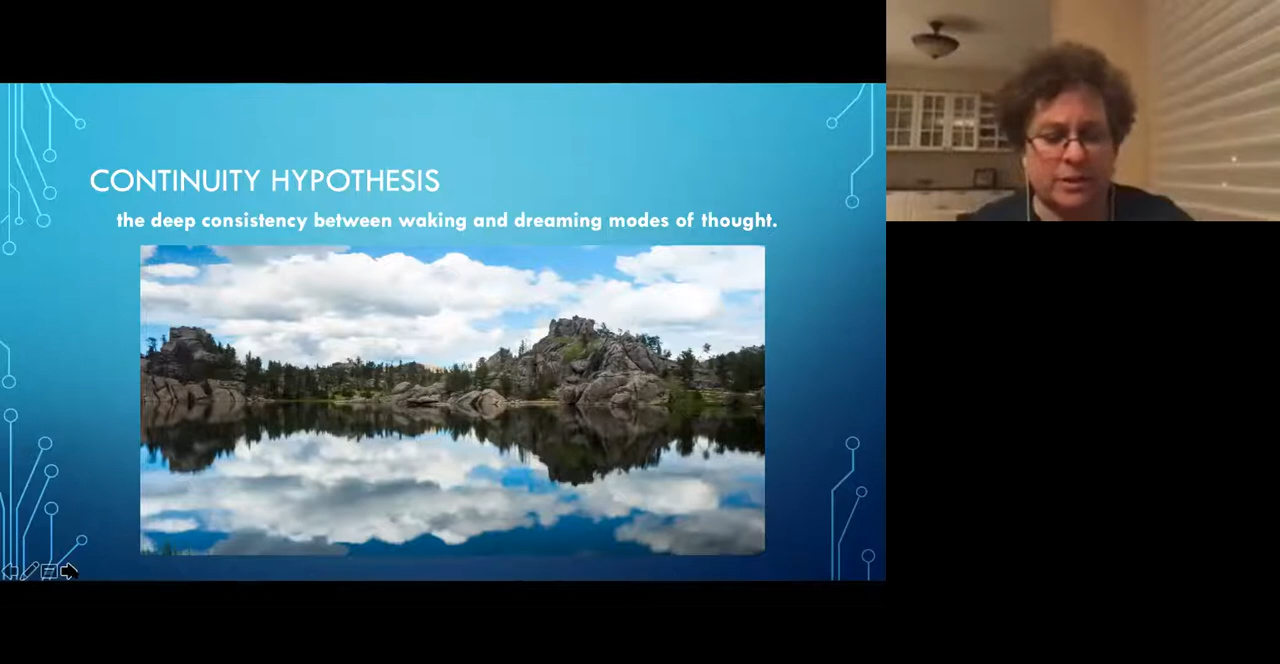 CONTINUITY HYPOTHESIS
the deep consistency between waking and dreaming modes of thought.